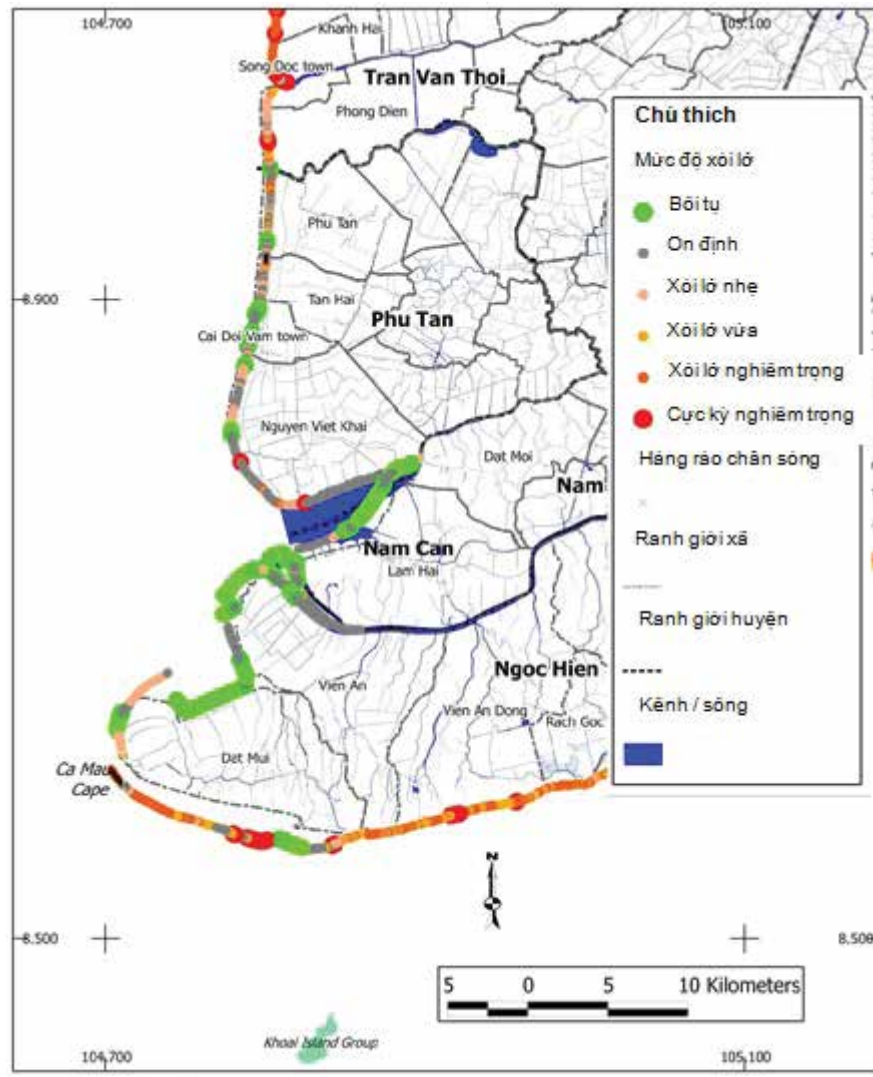 104.700
105.100
Khanh Hai
Song Doc town
Tran Van Thoi
Phong Dien
Phu Tan
Tan Hai
8.900
Phu Tan
Cai Doi Vam town
Nguyen Viet Khai
Dat Moi
Nam
Nam Can
Lam Hai
Ngoc Hien
Vien An
Vien An Dong
Rach Goc
Dat Mui
Ca Mau
Cape
Chú thích
Mức độ xói lở
Bồi tụ
Ổn định
Xói lở nhẹ
Xói lở vừa
Xói lở nghiêm trọng
Cực kỳ nghiêm trọng
Hàng rào chắn sóng
Ranh giới xã
Ranh giới huyện
Kênh / sông
N
8.500
8.500
5 0 5 10 Kilometers
Khoai Island Group
104.700
105.100